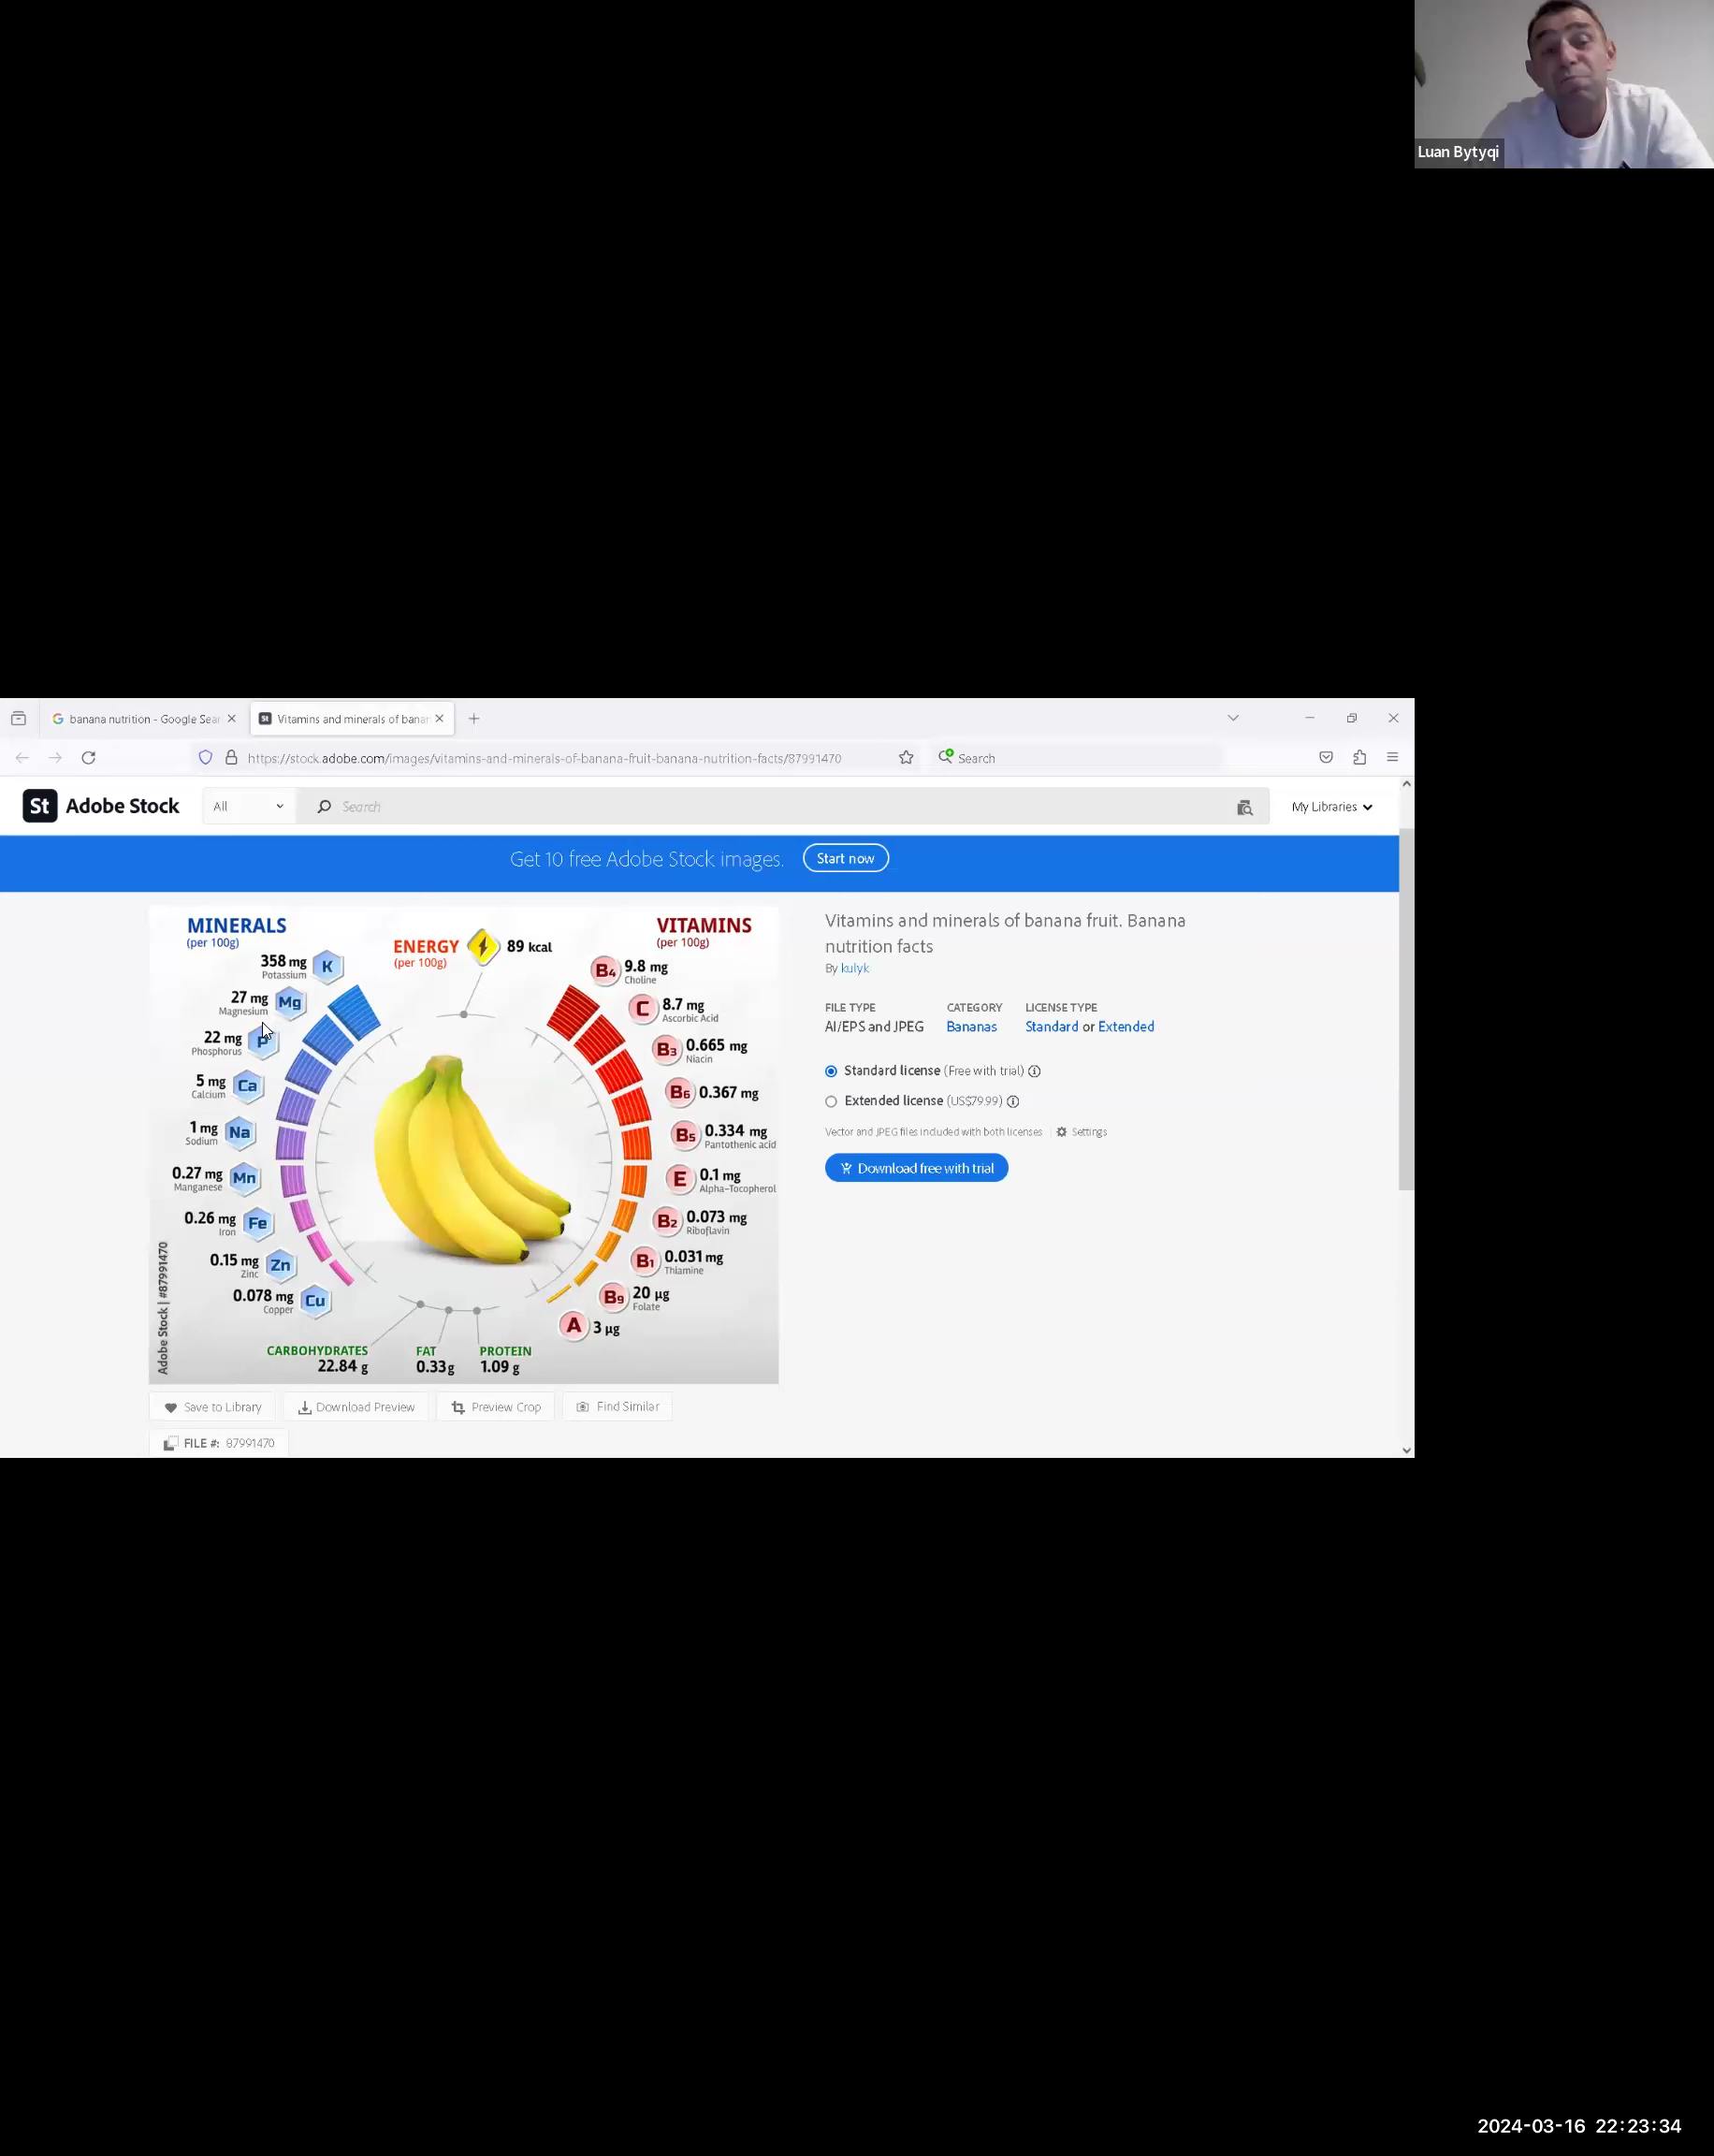 Luan Bytyqi
banana nutrition - Google Sear
Vitamins and minerals of banan
https://stock.adobe.com/images/vitamins-and-minerals-of-banana-fruit-banana-nutrition-facts/87991470
Search
St Adobe Stock
All
Search
My Libraries
Get 10 free Adobe Stock images.
Start now
MINERALS
(per 100g)
358 mg K
Potassium
27 mg Mg
Magnesium
22 mg P
Phosphorus
5 mg Ca
Calcium
1 mg Na
Sodium
0.27 mg Mn
Manganese
0.26 mg Fe
Iron
0.15 mg Zn
Zinc
0.078 mg Cu
Copper
ENERGY 89 kcal
(per 100g)
VITAMINS
(per 100g)
B4 9.8 mg
Choline
C 8.7 mg
Ascorbic Acid
B3 0.665 mg
Niacin
B6 0.367 mg
B5 0.334 mg
Pantothenic acid
E 0.1 mg
Alpha-Tocopherol
B2 0.073 mg
Riboflavin
B1 0.031 mg
Thiamine
B9 20 µg
Folate
A 3 µg
CARBOHYDRATES
22.84 g
FAT
0.33g
PROTEIN
1.09 g
Adobe Stock | #87991470
Vitamins and minerals of banana fruit. Banana
nutrition facts
By kulyk
FILE TYPE
AI/EPS and JPEG
CATEGORY
Bananas
LICENSE TYPE
Standard or Extended
Standard license (Free with trial)
Extended license (US$79.99)
Vector and JPEG files included with both licenses | Settings
Download free with trial
Save to Library
Download Preview
Preview Crop
Find Similar
FILE #: 87991470
2024-03-16 22:23:34